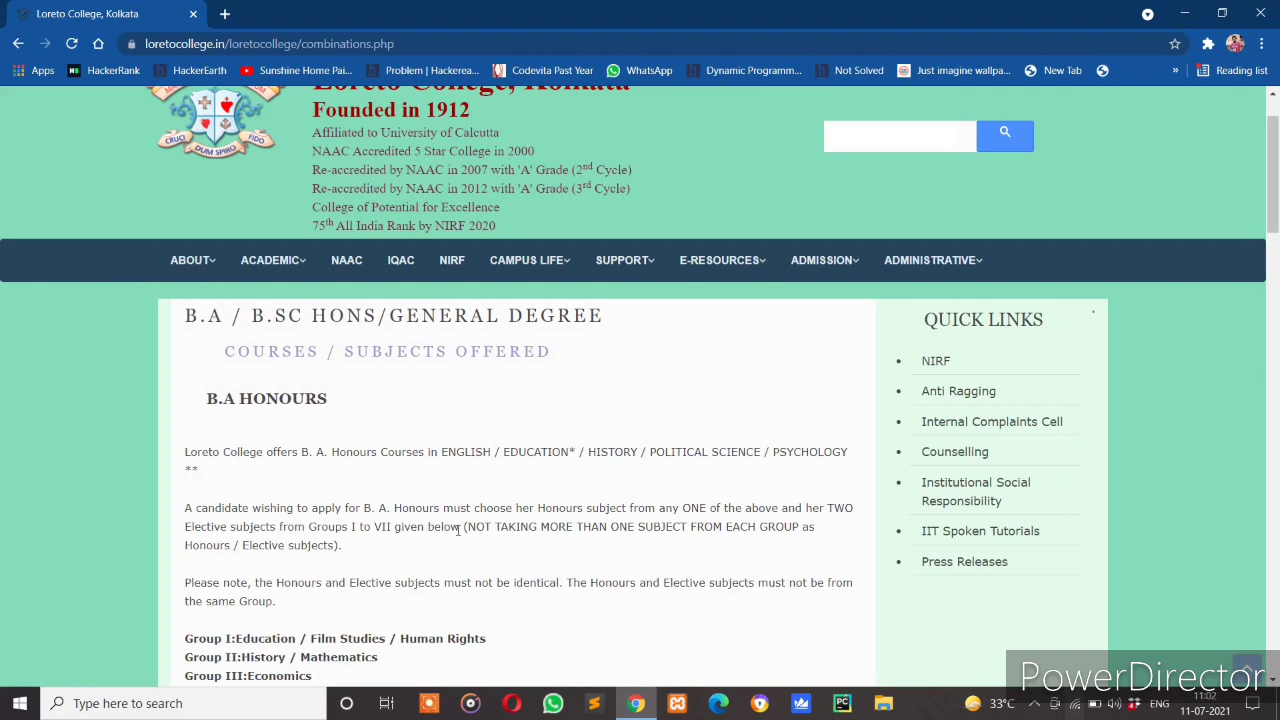 Loreto College, Kolkata
loretocollege.in/loretocollege/combinations.php
Apps HackerRank HackerEarth Sunshine Home Pai... Problem | Hackerea... Codevita Past Year WhatsApp Dynamic Programm... Not Solved Just imagine wallpa... New Tab » Reading list
Loreto College, Kolkata
Founded in 1912
Affiliated to University of Calcutta
NAAC Accredited 5 Star College in 2000
Re-accredited by NAAC in 2007 with 'A' Grade (2nd Cycle)
Re-accredited by NAAC in 2012 with 'A' Grade (3rd Cycle)
College of Potential for Excellence
75th All India Rank by NIRF 2020
CRUCI DUM SPIRO FIDO
ABOUT ACADEMIC NAAC IQAC NIRF CAMPUS LIFE SUPPORT E-RESOURCES ADMISSION ADMINISTRATIVE
B.A / B.SC HONS/GENERAL DEGREE
COURSES / SUBJECTS OFFERED
B.A HONOURS
Loreto College offers B. A. Honours Courses in ENGLISH / EDUCATION* / HISTORY / POLITICAL SCIENCE / PSYCHOLOGY
**
A candidate wishing to apply for B. A. Honours must choose her Honours subject from any ONE of the above and her TWO
Elective subjects from Groups I to VII given below (NOT TAKING MORE THAN ONE SUBJECT FROM EACH GROUP as
Honours / Elective subjects).
Please note, the Honours and Elective subjects must not be identical. The Honours and Elective subjects must not be from
the same Group.
Group I:Education / Film Studies / Human Rights
Group II:History / Mathematics
Group III:Economics
QUICK LINKS
NIRF
Anti Ragging
Internal Complaints Cell
Counselling
Institutional Social
Responsibility
IIT Spoken Tutorials
Press Releases
PowerDirector
Type here to search
33°C ENG
11:02
11-07-2021